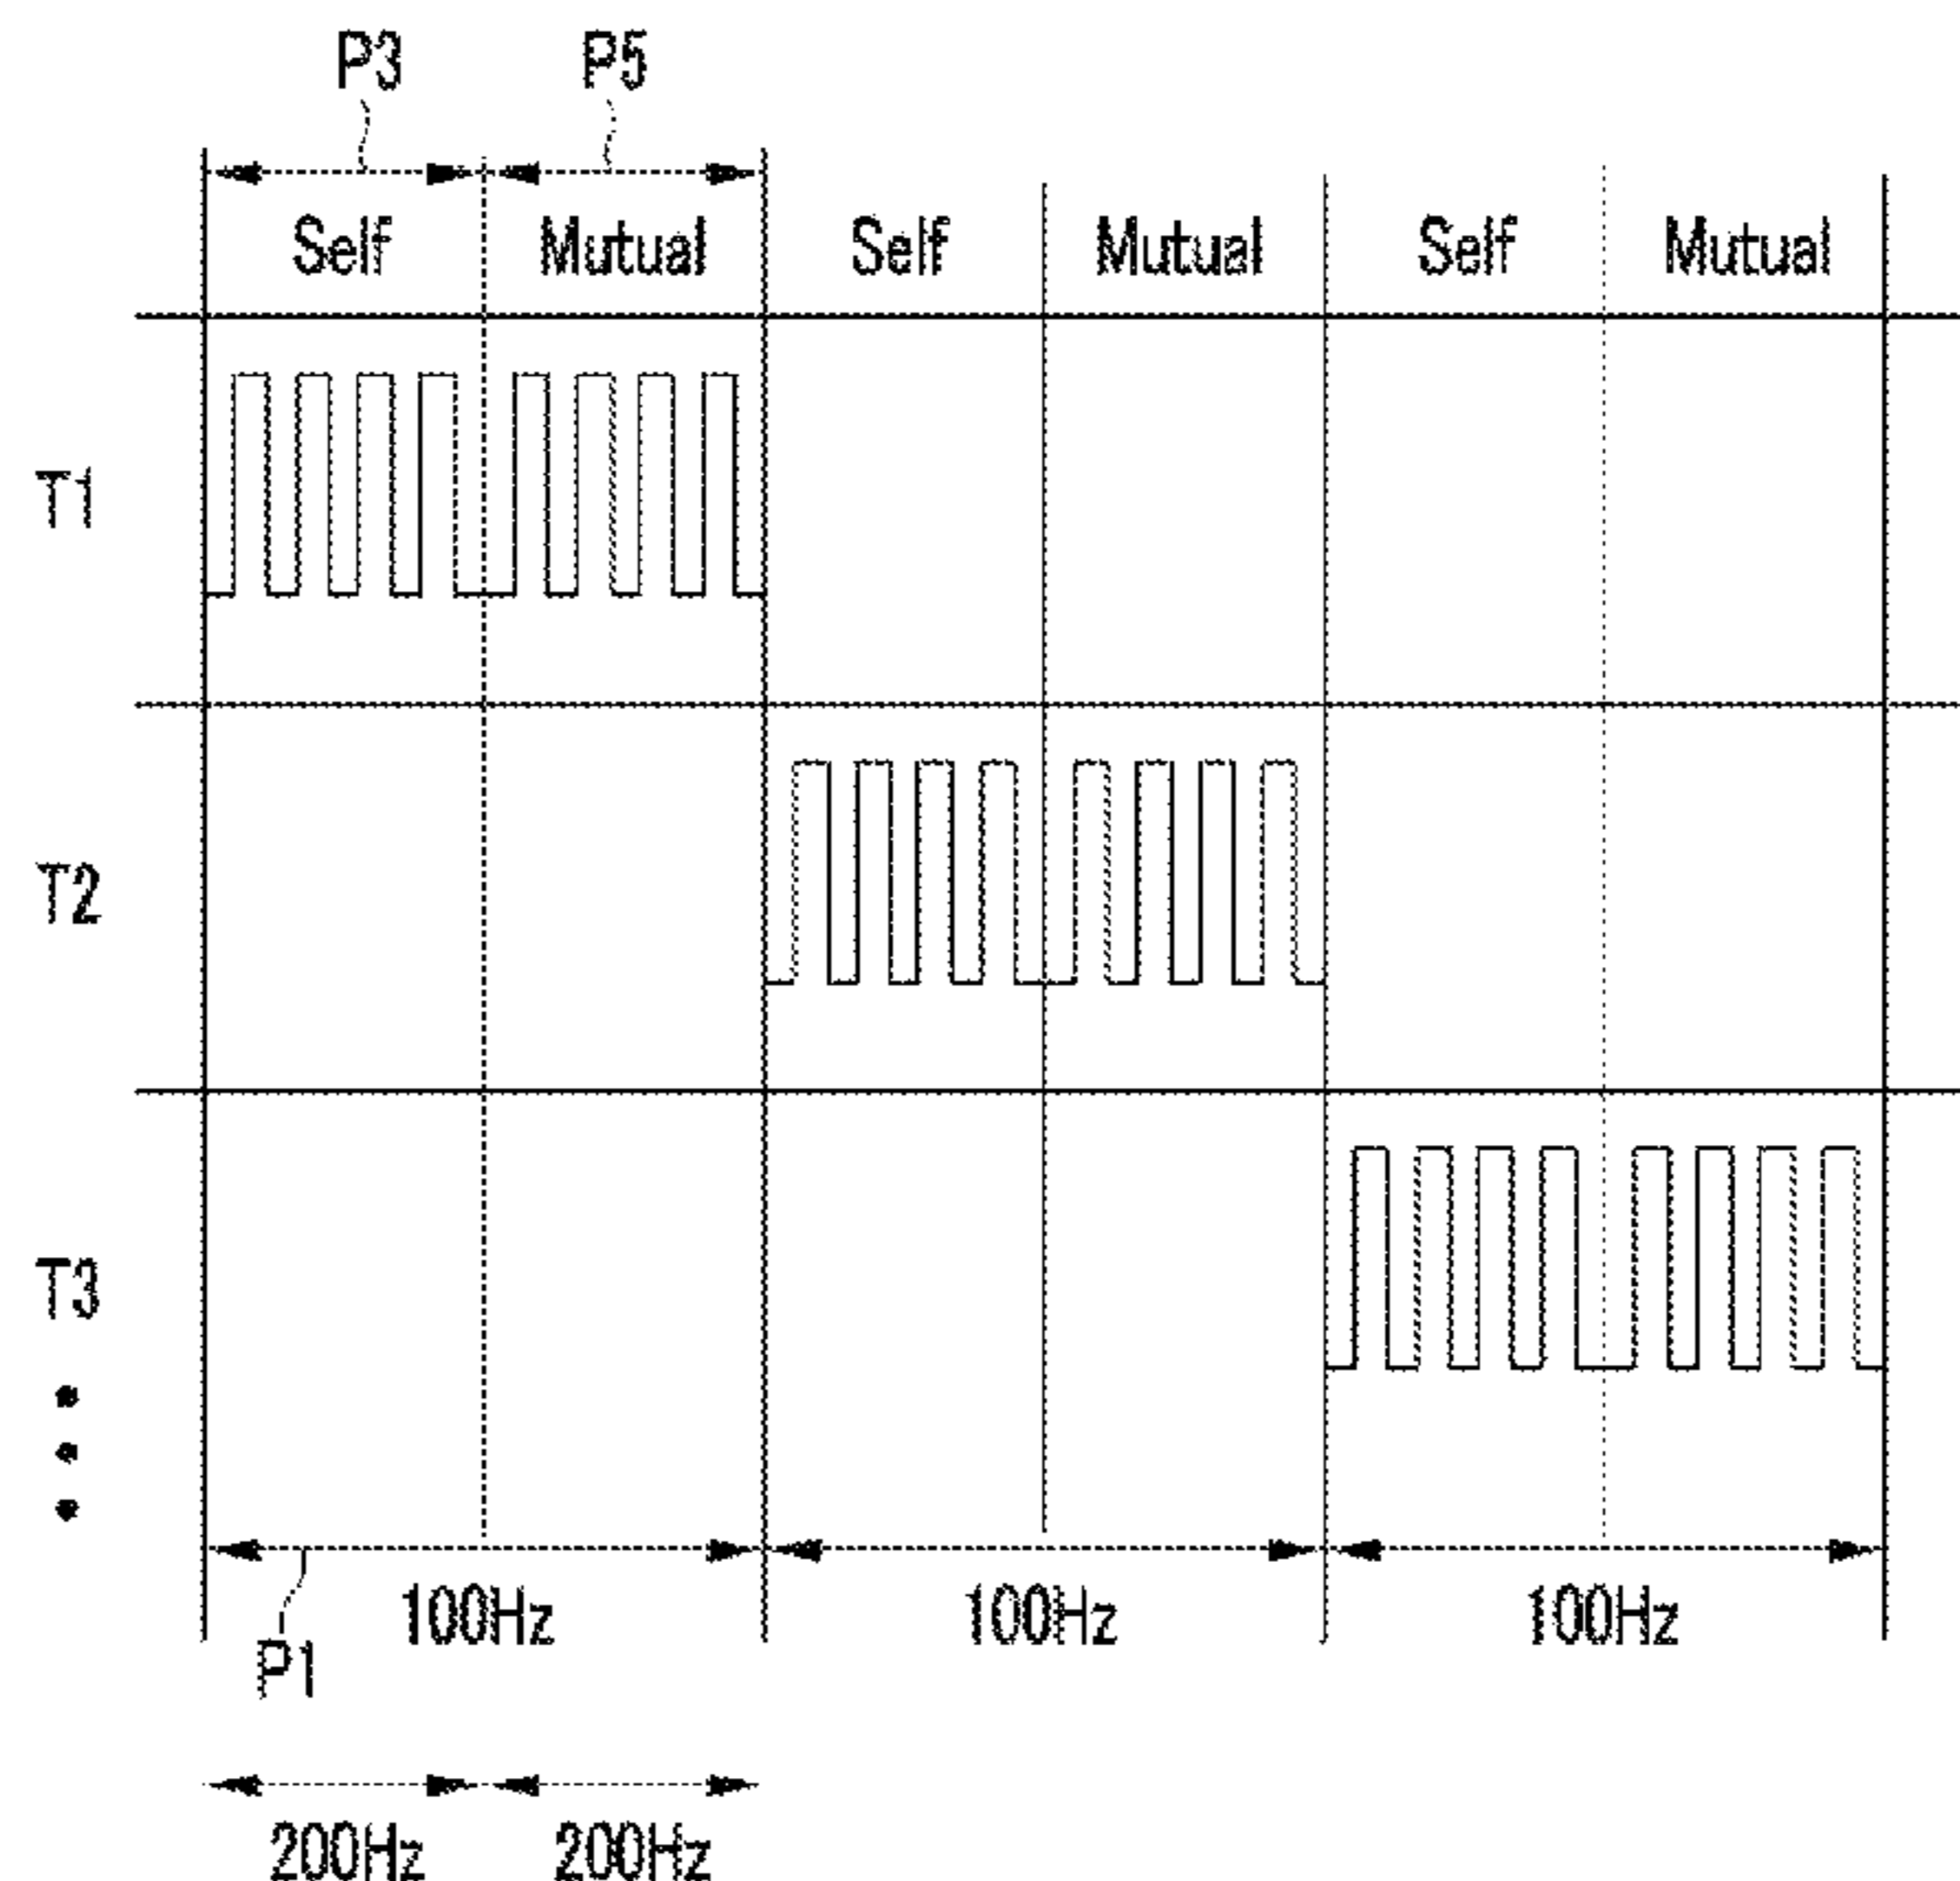 P3 P5
Self Mutual Self Mutual Self Mutual
T1
T2
T3
100Hz 100Hz 100Hz
P1
200Hz 200Hz